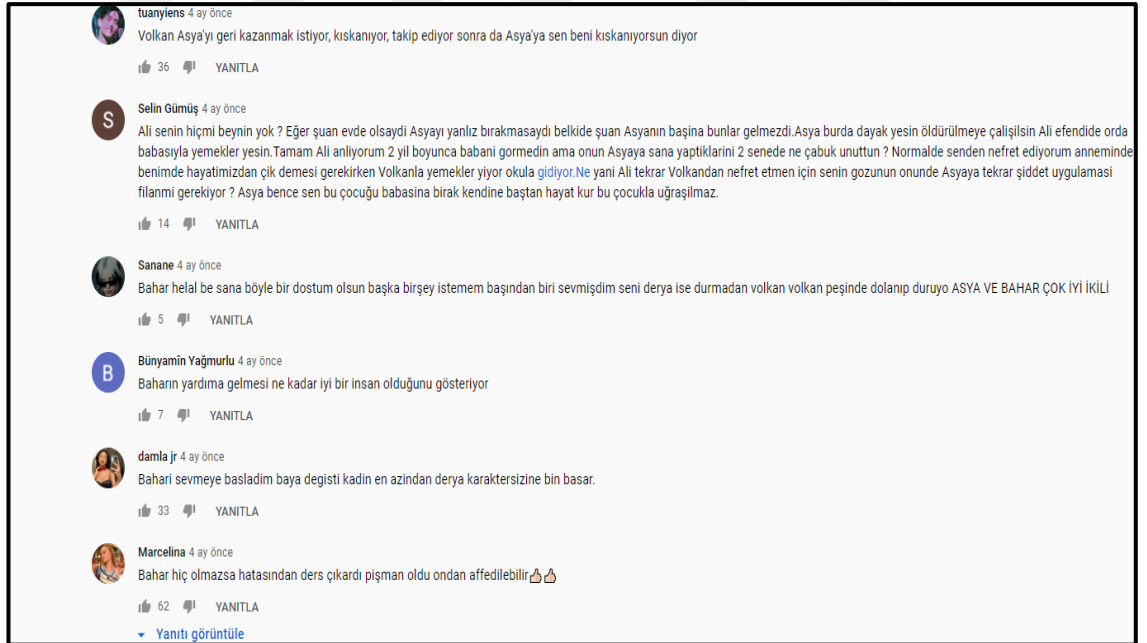 tuanyiens 4 ay önce
Volkan Asya'yı geri kazanmak istiyor, kıskanıyor, takip ediyor sonra da Asya'ya sen beni kıskanıyorsun diyor
36 YANITLA
S
Selin Gümüş 4 ay önce
Ali senin hiçmi beynin yok ? Eğer şuan evde olsaydi Asyayı yanlız bırakmasaydı belkide şuan Asyanın başina bunlar gelmezdi.Asya burda dayak yesin öldürülmeye çalişilsin Ali efendide orda
babasıyla yemekler yesin.Tamam Ali anliyorum 2 yil boyunca babani gormedin ama onun Asyaya sana yaptiklarini 2 senede ne çabuk unuttun ? Normalde senden nefret ediyorum anneminde
benimde hayatimizdan çik demesi gerekirken Volkanla yemekler yiyor okula gidiyor.Ne yani Ali tekrar Volkandan nefret etmen için senin gozunun onunde Asyaya tekrar şiddet uygulamasi
filanmi gerekiyor ? Asya bence sen bu çocuğu babasina birak kendine baştan hayat kur bu çocukla uğraşilmaz.
14 YANITLA
Sanane 4 ay önce
Bahar helal be sana böyle bir dostum olsun başka birşey istemem başından biri sevmişdim seni derya ise durmadan volkan volkan peşinde dolanıp duruyo ASYA VE BAHAR ÇOK İYİ İKİLİ
5 YANITLA
B
Bünyamîn Yağmurlu 4 ay önce
Baharın yardıma gelmesi ne kadar iyi bir insan olduğunu gösteriyor
7 YANITLA
damla jr 4 ay önce
Bahari sevmeye basladim baya degisti kadin en azindan derya karaktersizine bin basar.
33 YANITLA
Marcelina 4 ay önce
Bahar hiç olmazsa hatasından ders çıkardı pişman oldu ondan affedilebilir👍🏻👍🏻
62 YANITLA
Yanıtı görüntüle